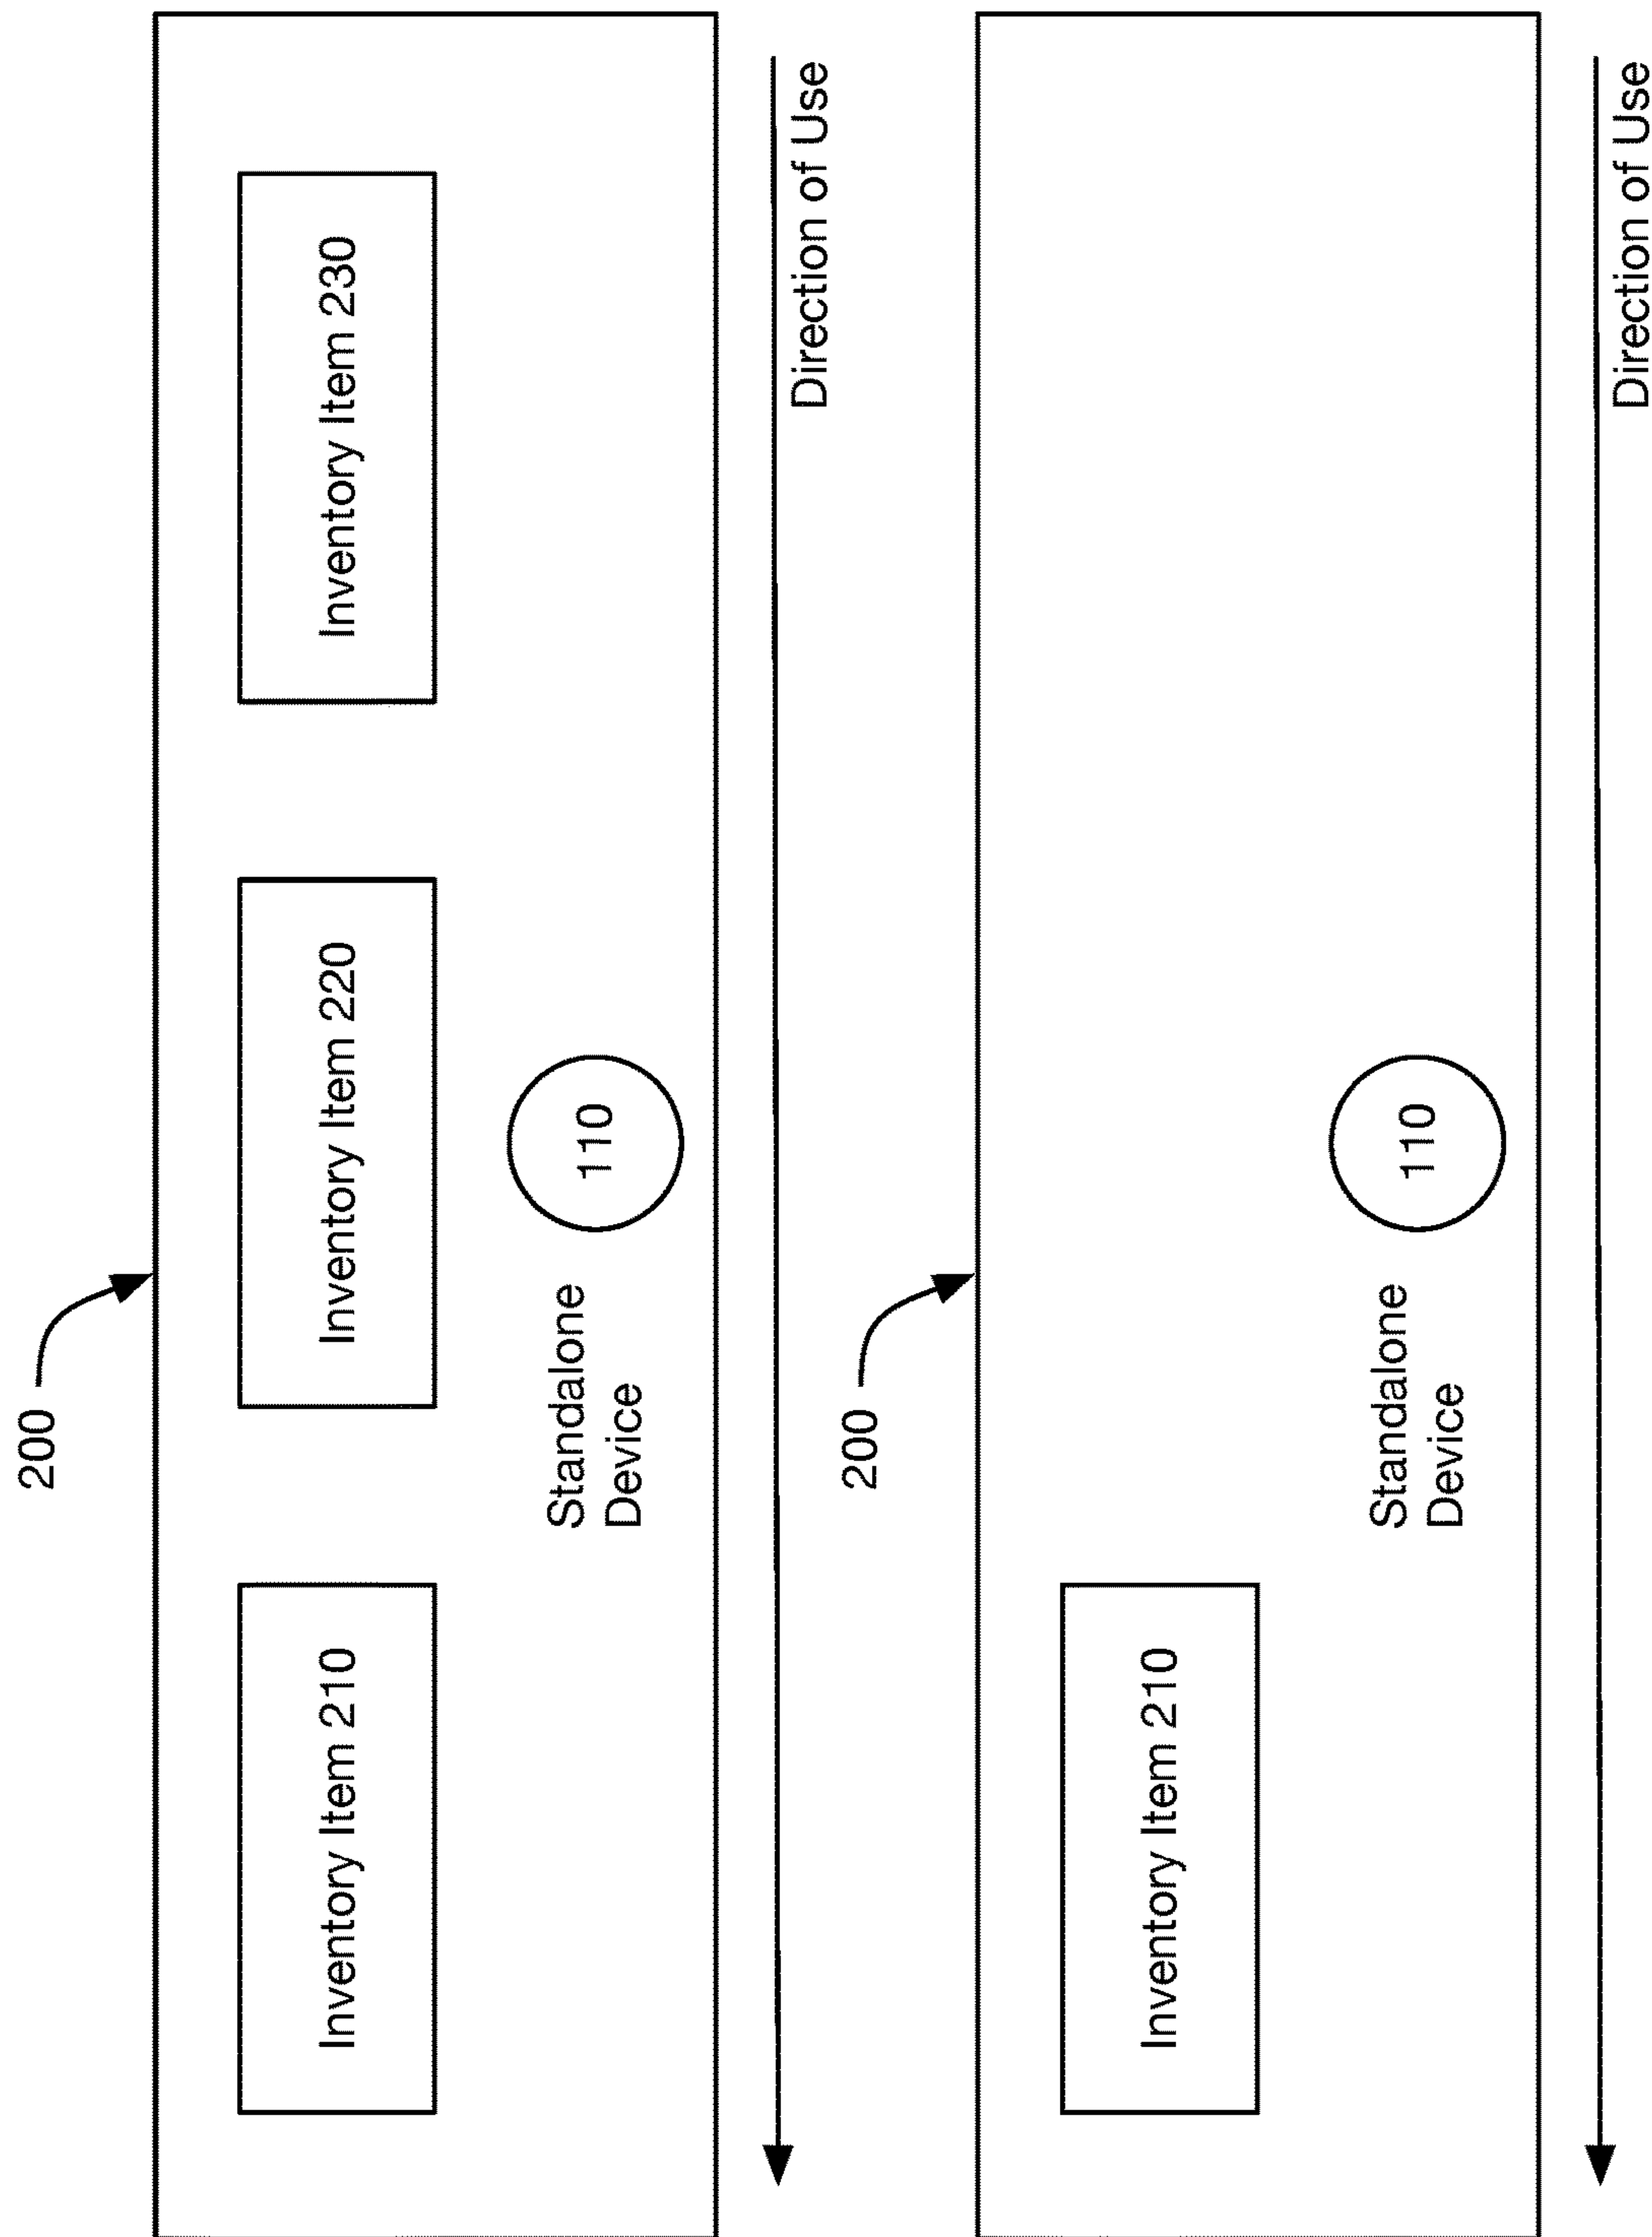 200
Inventory Item 210
Inventory Item 220
Inventory Item 230
Standalone
Device
110
Direction of Use
200
Inventory Item 210
Standalone
Device
110
Direction of Use